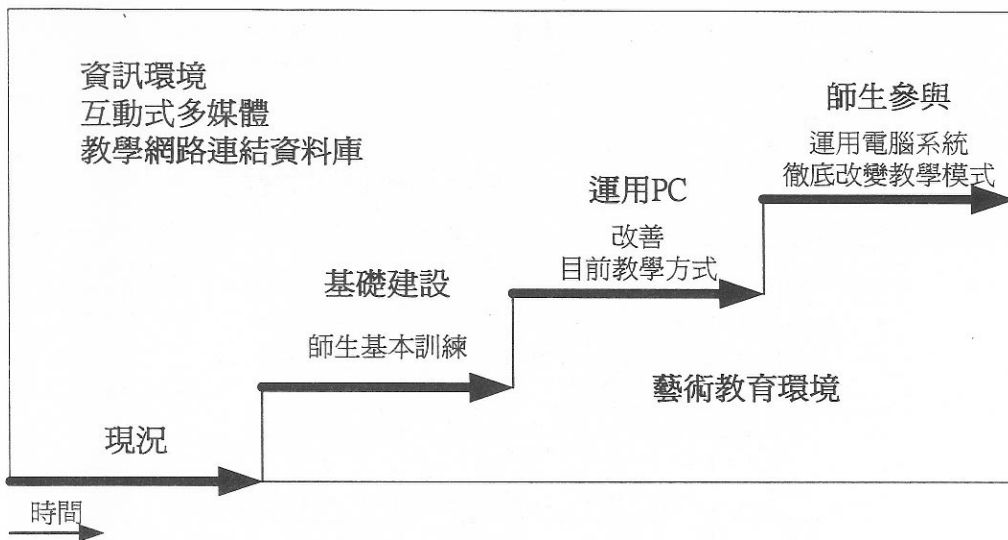 資訊環境
互動式多媒體
教學網路連結資料庫
師生參與
運用電腦系統
徹底改變教學模式
運用PC
改善
目前教學方式
基礎建設
師生基本訓練
藝術教育環境
現況
時間